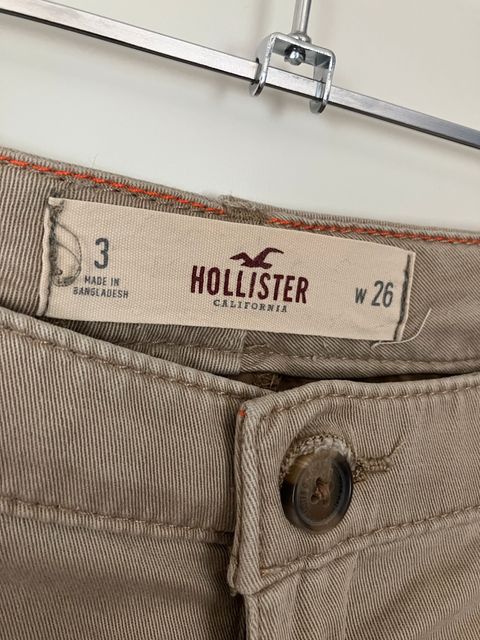 3
MADE IN
BANGLADESH
HOLLISTER
CALIFORNIA
W 26